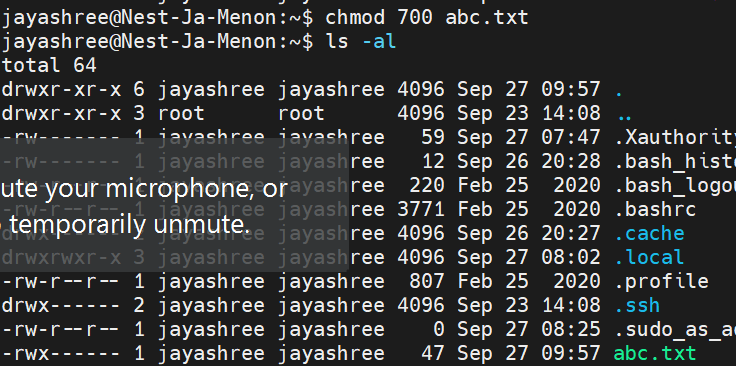 jayashree@Nest-Ja-Menon:~$ chmod 700 abc.txt
jayashree@Nest-Ja-Menon:~$ ls -al
total 64
drwxr-xr-x 6 jayashree jayashree 4096 Sep 27 09:57 .
drwxr-xr-x 3 root root 4096 Sep 23 14:08 ..
-rw------- 1 jayashree jayashree 59 Sep 27 07:47 .Xauthority
-rw------- 1 jayashree jayashree 12 Sep 26 20:28 .bash_histo
-rw-r--r-- 1 jayashree jayashree 220 Feb 25 2020 .bash_logou
ute your microphone, or
-rw-r--r-- 1 jayashree jayashree 3771 Feb 25 2020 .bashrc
temporarily unmute.
drwx------ 2 jayashree jayashree 4096 Sep 26 20:27 .cache
drwxrwxr-x 3 jayashree jayashree 4096 Sep 27 08:02 .local
-rw-r--r-- 1 jayashree jayashree 807 Feb 25 2020 .profile
drwx------ 2 jayashree jayashree 4096 Sep 23 14:08 .ssh
-rw-r--r-- 1 jayashree jayashree 0 Sep 27 08:25 .sudo_as_ad
-rwx------ 1 jayashree jayashree 47 Sep 27 09:57 abc.txt